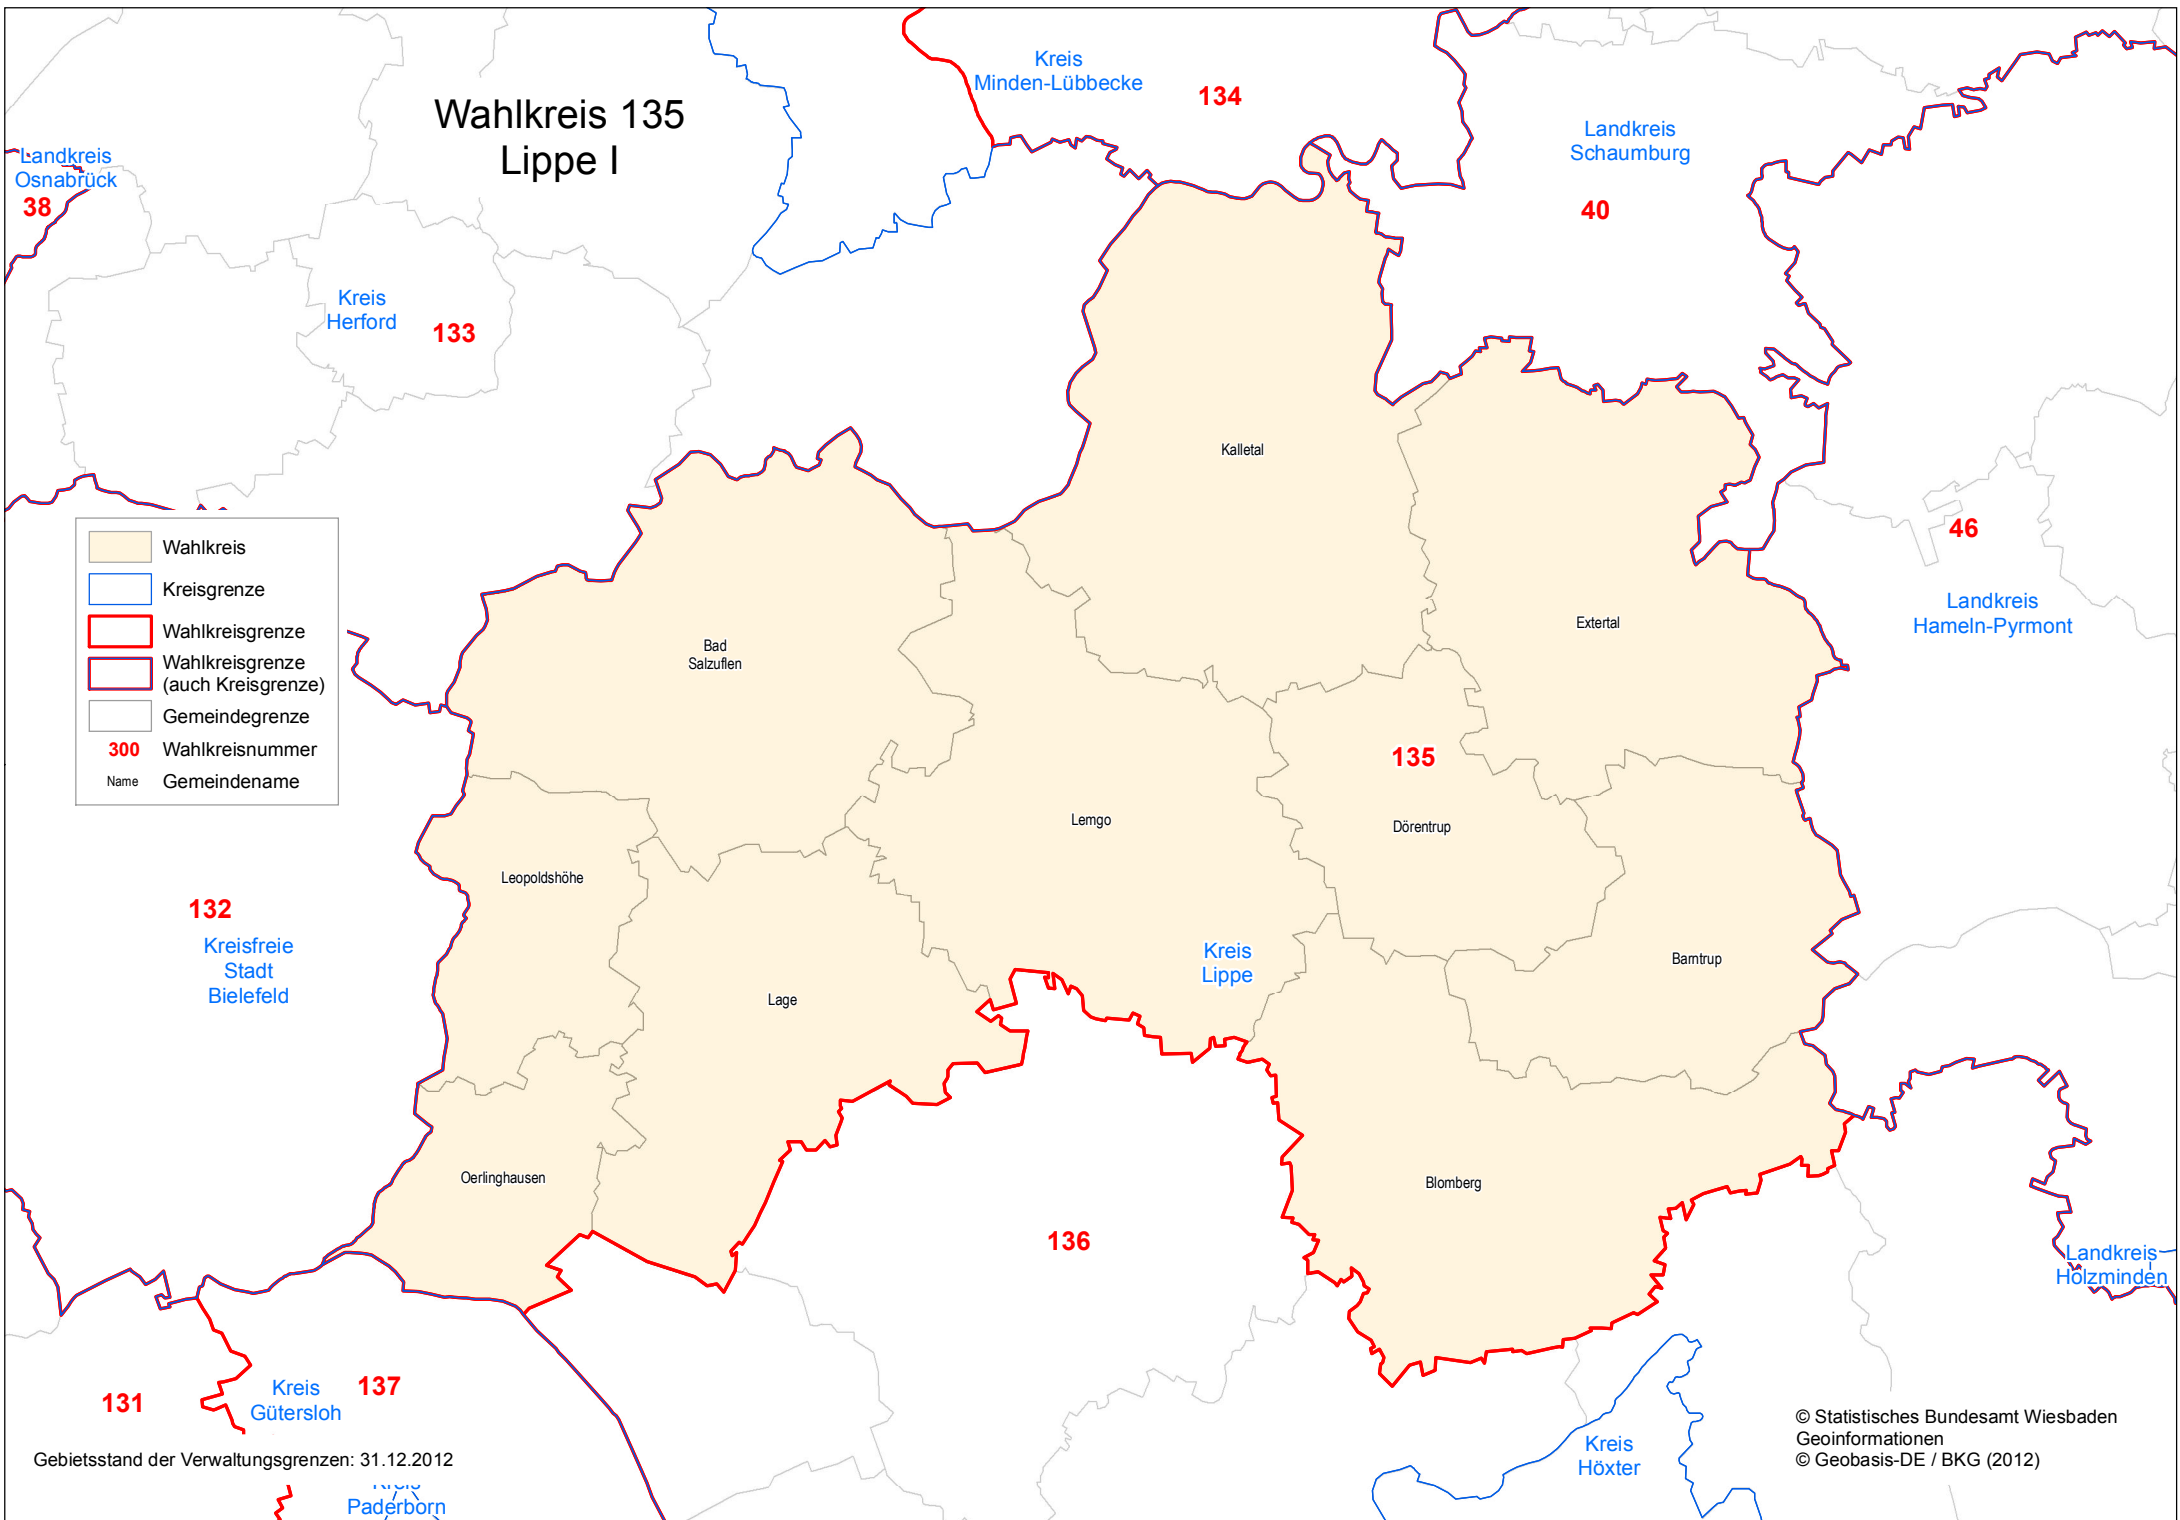 Wahlkreis 135
Lippe I
Kreis
Minden-Lübbecke
134
Landkreis
Schaumburg
40
Landkreis
Osnabrück
38
Kreis
Herford
133
Kalletal
46
Landkreis
Hameln-Pyrmont
Extertal
Bad
Salzuflen
Wahlkreis
Kreisgrenze
Wahlkreisgrenze
Wahlkreisgrenze
(auch Kreisgrenze)
Gemeindegrenze
300 Wahlkreisnummer
Name Gemeindename
135
Dörentrup
Lemgo
Leopoldshöhe
132
Kreisfreie
Stadt
Bielefeld
Kreis
Lippe
Barntrup
Lage
Oerlinghausen
Blomberg
136
Landkreis
Holzminden
131
Kreis
Gütersloh
137
Kreis
Höxter
Gebietsstand der Verwaltungsgrenzen: 31.12.2012
Kreis
Paderborn
© Statistisches Bundesamt Wiesbaden
Geoinformationen
© Geobasis-DE / BKG (2012)